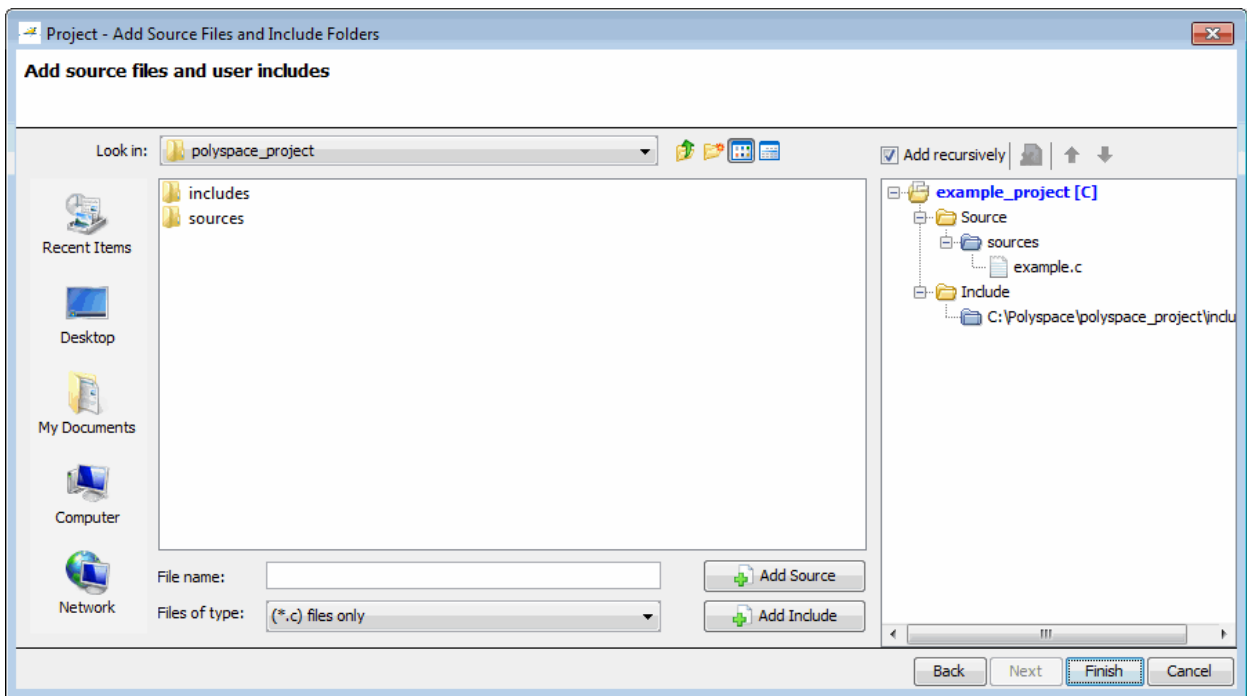 Project - Add Source Files and Include Folders
Add source files and user includes
Look in:
polyspace_project
Add recursively
includes
sources
Recent Items
Desktop
My Documents
Computer
Network
example_project [C]
Source
sources
example.c
Include
C:\Polyspace\polyspace_project\inclu
File name:
Add Source
Files of type:
(*.c) files only
Add Include
Back
Next
Finish
Cancel